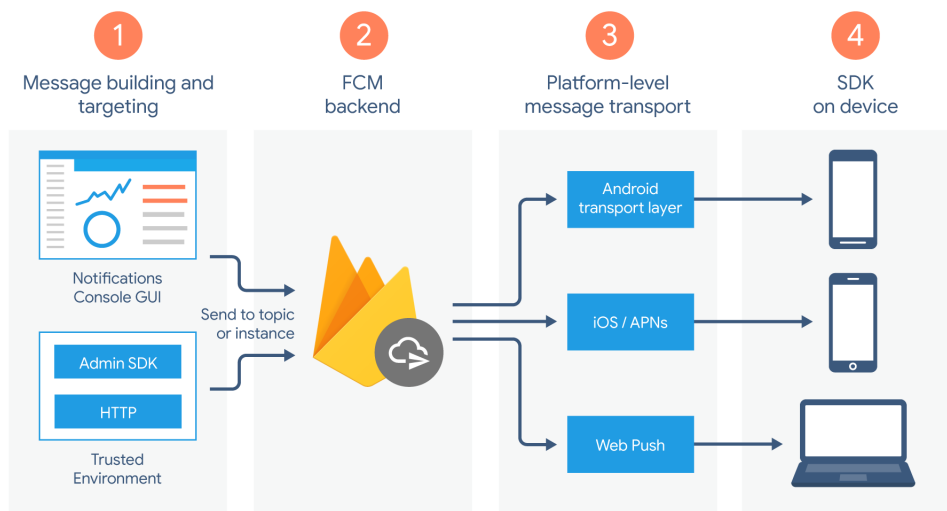 1
Message building and
targeting
Notifications
Console GUI
Admin SDK
HTTP
Trusted
Environment
Send to topic
or instance
2
FCM
backend
3
Platform-level
message transport
Android
transport layer
iOS / APNs
Web Push
4
SDK
on device